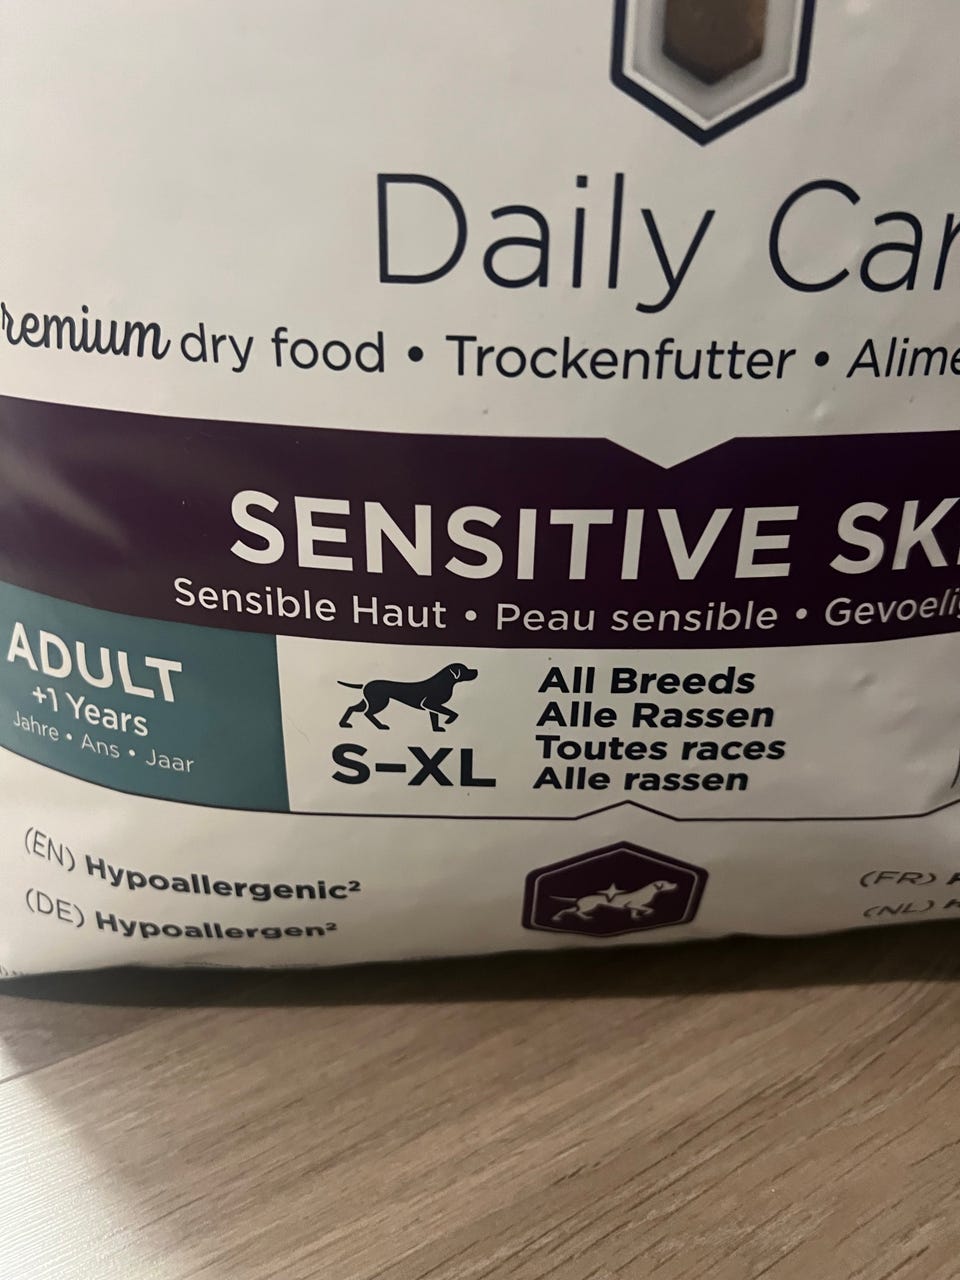 Daily Car
remium dry food • Trockenfutter • Alime
SENSITIVE SK
Sensible Haut • Peau sensible • Gevoelig
ADULT
+1 Years
Jahre • Ans • Jaar
S-XL
All Breeds
Alle Rassen
Toutes races
Alle rassen
(EN) Hypoallergenic²
(DE) Hypoallergen²
(FR)
(NL)